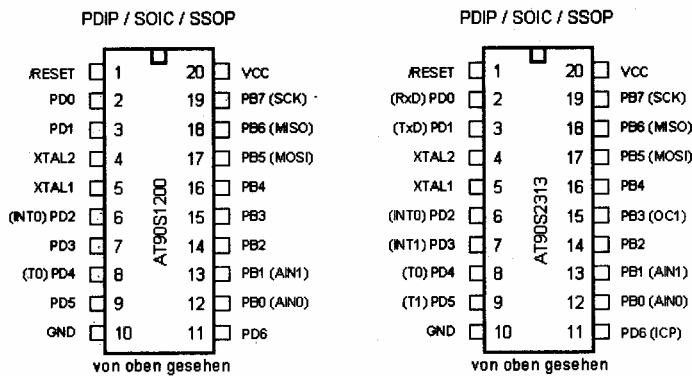 PDIP / SOIC / SSOP
/RESET 1 20 VCC
PD0 2 19 PB7 (SCK)
PD1 3 18 PB6 (MISO)
XTAL2 4 17 PB5 (MOSI)
XTAL1 5 16 PB4
(INT0) PD2 6 15 PB3
PD3 7 14 PB2
(T0) PD4 8 13 PB1 (AIN1)
PD5 9 12 PB0 (AIN0)
GND 10 11 PD6
AT90S1200
von oben gesehen
PDIP / SOIC / SSOP
/RESET 1 20 VCC
(RxD) PD0 2 19 PB7 (SCK)
(TxD) PD1 3 18 PB6 (MISO)
XTAL2 4 17 PB5 (MOSI)
XTAL1 5 16 PB4
(INT0) PD2 6 15 PB3 (OC1)
(INT1) PD3 7 14 PB2
(T0) PD4 8 13 PB1 (AIN1)
(T1) PD5 9 12 PB0 (AIN0)
GND 10 11 PD6 (ICP)
AT90S2313
von oben gesehen